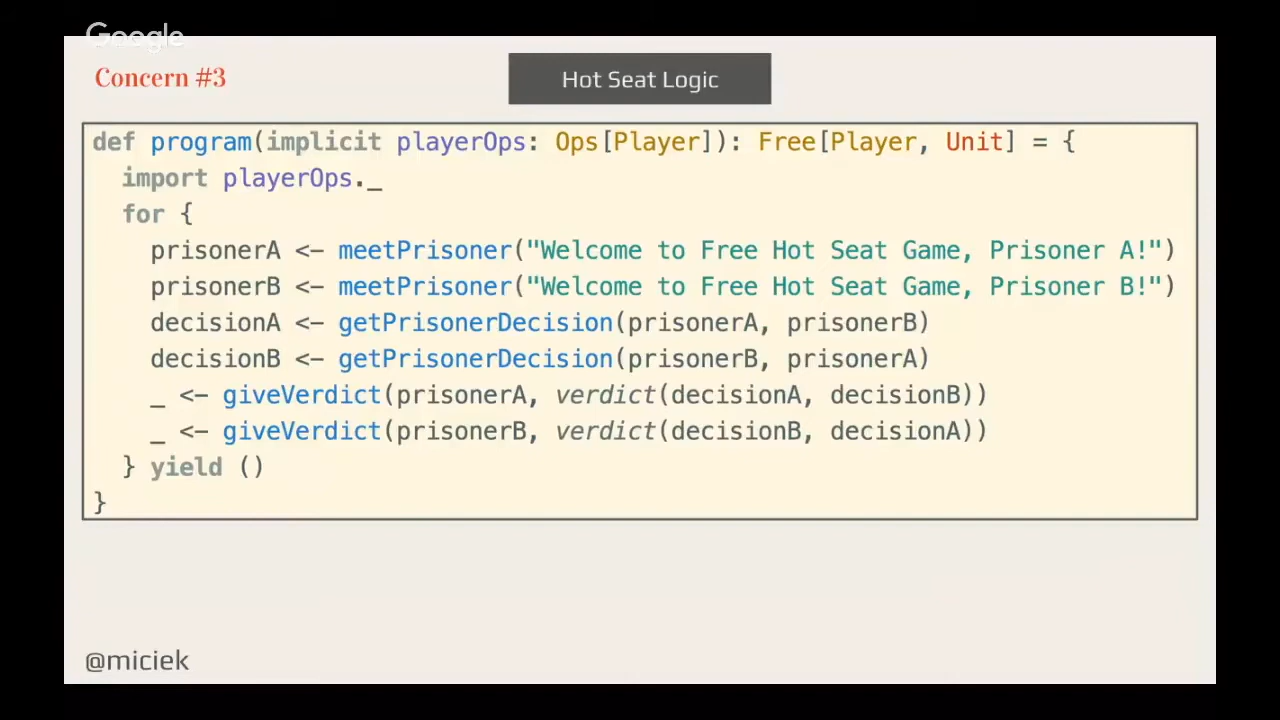 Google
Concern #3
Hot Seat Logic
def program(implicit playerOps: Ops[Player]): Free[Player, Unit] = {
  import playerOps._
  for {
    prisonerA <- meetPrisoner("Welcome to Free Hot Seat Game, Prisoner A!")
    prisonerB <- meetPrisoner("Welcome to Free Hot Seat Game, Prisoner B!")
    decisionA <- getPrisonerDecision(prisonerA, prisonerB)
    decisionB <- getPrisonerDecision(prisonerB, prisonerA)
    _ <- giveVerdict(prisonerA, verdict(decisionA, decisionB))
    _ <- giveVerdict(prisonerB, verdict(decisionB, decisionA))
  } yield ()
}
@miciek